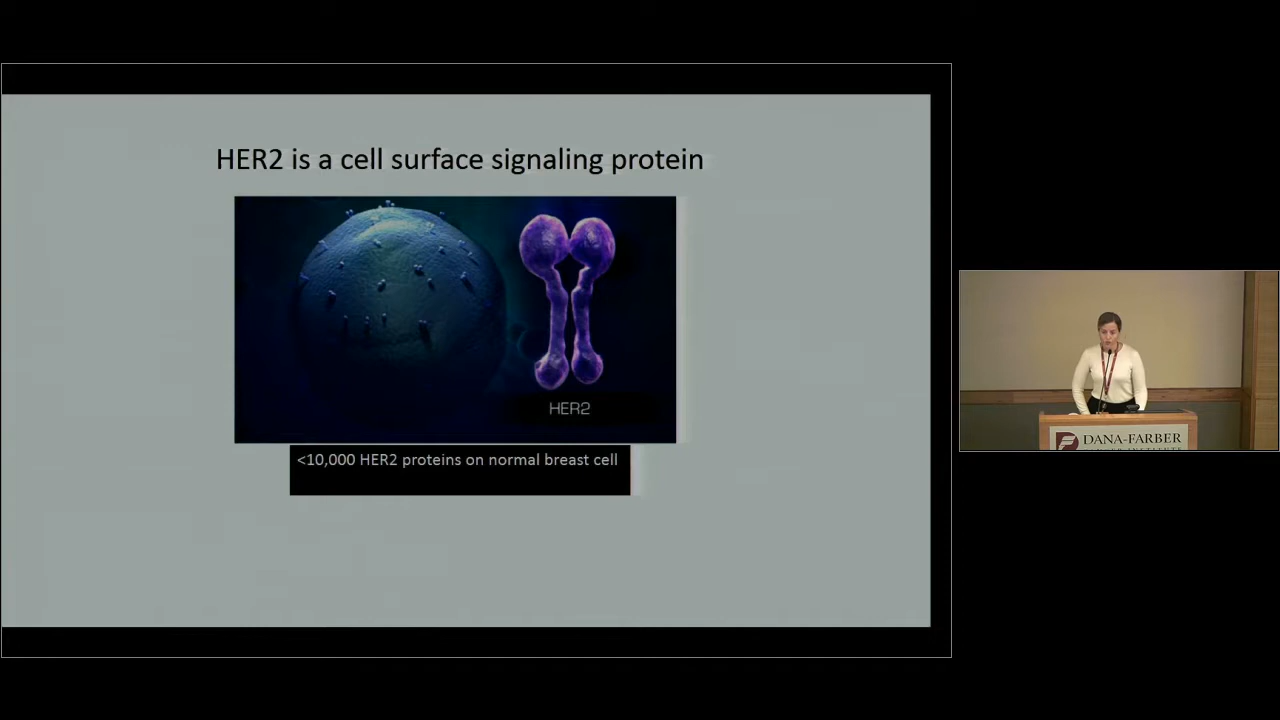 HER2 is a cell surface signaling protein
HER2
<10,000 HER2 proteins on normal breast cell
DANA-FARBER